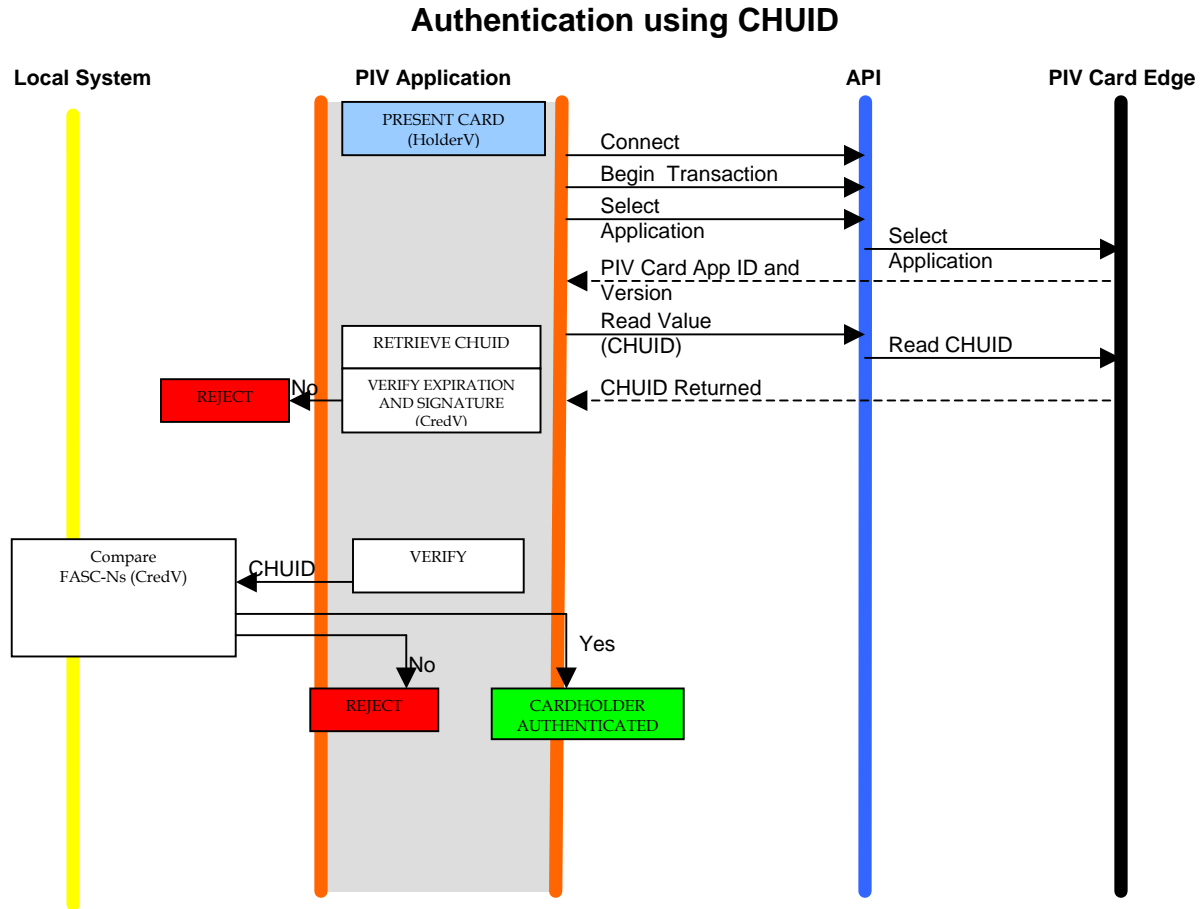 Authentication using CHUID
Local System
PIV Application
API
PIV Card Edge
PRESENT CARD
(HolderV)
Connect
Begin Transaction
Select
Application
Select
Application
PIV Card App ID and
Version
Read Value
(CHUID)
RETRIEVE CHUID
Read CHUID
VERIFY EXPIRATION
AND SIGNATURE
(CredV)
No
REJECT
CHUID Returned
Compare
FASC-Ns (CredV)
VERIFY
CHUID
Yes
No
REJECT
CARDHOLDER
AUTHENTICATED